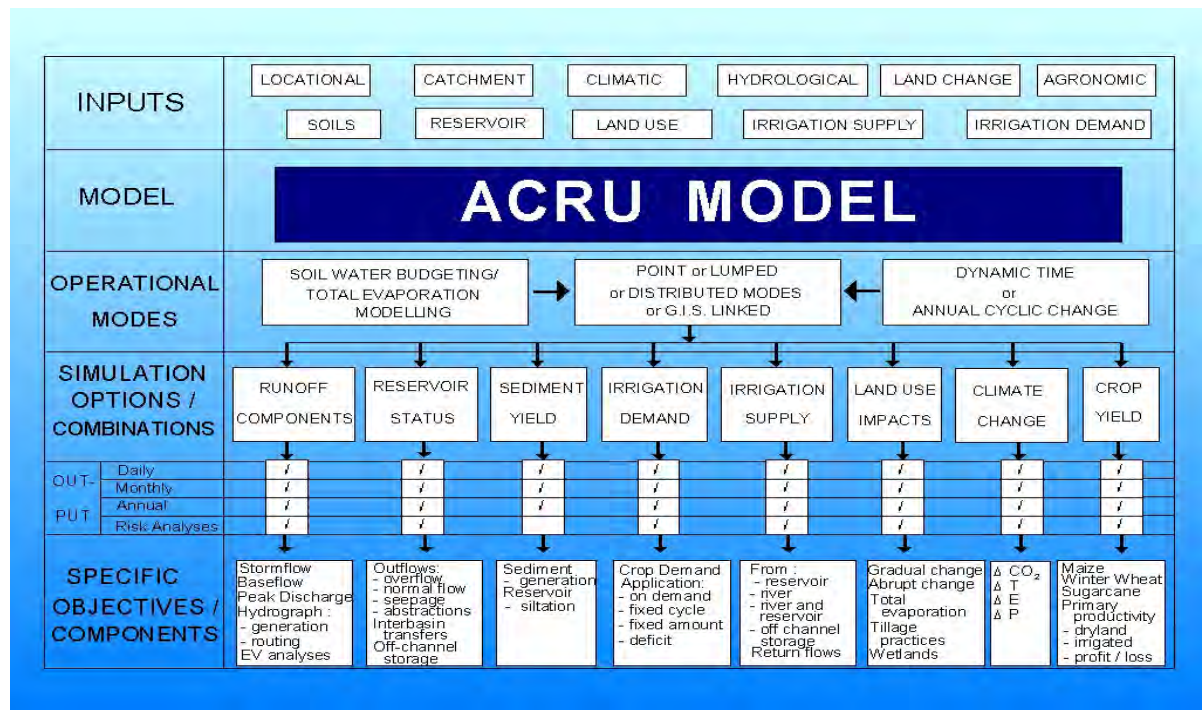 INPUTS
LOCATIONAL
CATCHMENT
CLIMATIC
HYDROLOGICAL
LAND CHANGE
AGRONOMIC
SOILS
RESERVOIR
LAND USE
IRRIGATION SUPPLY
IRRIGATION DEMAND
MODEL
ACRU MODEL
OPERATIONAL
MODES
SOIL WATER BUDGETING/
TOTAL EVAPORATION
MODELLING
POINT or LUMPED
or DISTRIBUTED MODES
or G.I.S. LINKED
DYNAMIC TIME
or
ANNUAL CYCLIC CHANGE
SIMULATION
OPTIONS /
COMBINATIONS
RUNOFF
COMPONENTS
RESERVOIR
STATUS
SEDIMENT
YIELD
IRRIGATION
DEMAND
IRRIGATION
SUPPLY
LAND USE
IMPACTS
CLIMATE
CHANGE
CROP
YIELD
OUT-
PUT
Daily
/ / / / / / / /
Monthly
/ / / / / / / /
Annual
/ / / / / / / /
Risk Analyses
/ / / / / / /
SPECIFIC
OBJECTIVES /
COMPONENTS
Stormflow
Baseflow
Peak Discharge
Hydrograph :
- generation
- routing
EV analyses
Outflows:
- overflow
- normal flow
- seepage
- abstractions
Interbasin
transfers
Off-channel
storage
Sediment
- generation
Reservoir
- siltation
Crop Demand
Application:
- on demand
- fixed cycle
- fixed amount
- deficit
From :
- reservoir
- river
- river and
reservoir
- off channel
storage
Return flows
Gradual change
Abrupt change
Total
evaporation
Tillage
practices
Wetlands
Δ CO₂
Δ T
Δ E
Δ P
Maize
Winter Wheat
Sugarcane
Primary
productivity
- dryland
- irrigated
- profit / loss